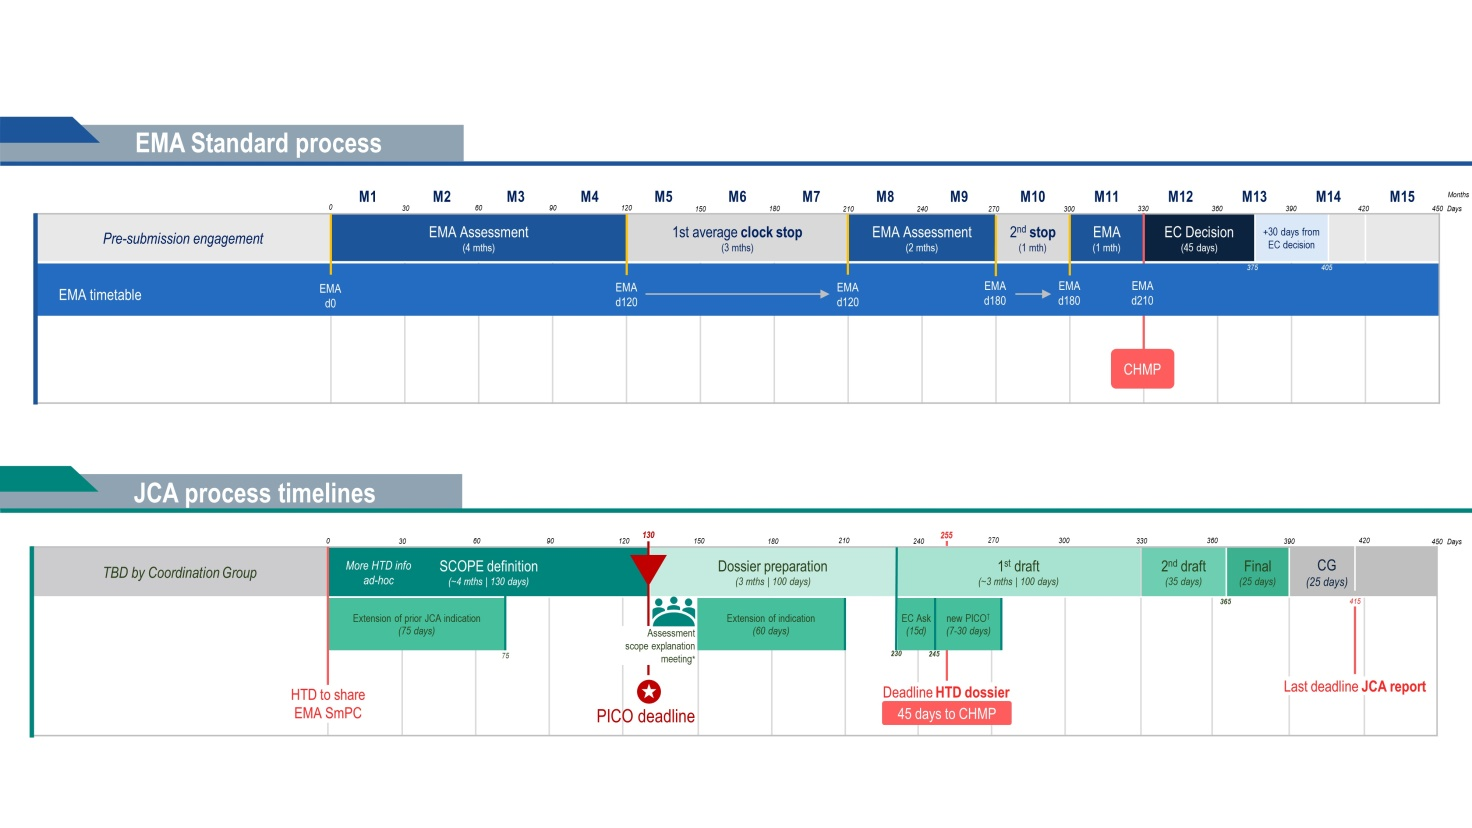 EMA Standard process
M1 M2 M3 M4 M5 M6 M7 M8 M9 M10 M11 M12 M13 M14 M15 Months
0 30 60 90 120 150 180 210 240 270 300 330 360 390 420 450 Days
Pre-submission engagement
EMA Assessment
(4 mths)
1st average clock stop
(3 mths)
EMA Assessment
(2 mths)
2nd stop
(1 mth)
EMA
(1 mth)
EC Decision
(45 days)
+30 days from
EC decision
375 405
EMA timetable
EMA
d0
EMA
d120
EMA
d120
EMA
d180
EMA
d180
EMA
d210
CHMP
JCA process timelines
0 30 60 90 120 130 150 180 210 240 255 270 300 330 360 390 420 450 Days
TBD by Coordination Group
More HTD info
ad-hoc
SCOPE definition
(~4 mths | 130 days)
Dossier preparation
(3 mths | 100 days)
1st draft
(~3 mths | 100 days)
2nd draft
(35 days)
Final
(25 days)
CG
(25 days)
365 415
Extension of prior JCA indication
(75 days)
75
Assessment
scope explanation
meeting*
Extension of indication
(60 days)
EC Ask
(15d)
new PICO†
(7-30 days)
230 245
HTD to share
EMA SmPC
PICO deadline
Deadline HTD dossier
45 days to CHMP
Last deadline JCA report